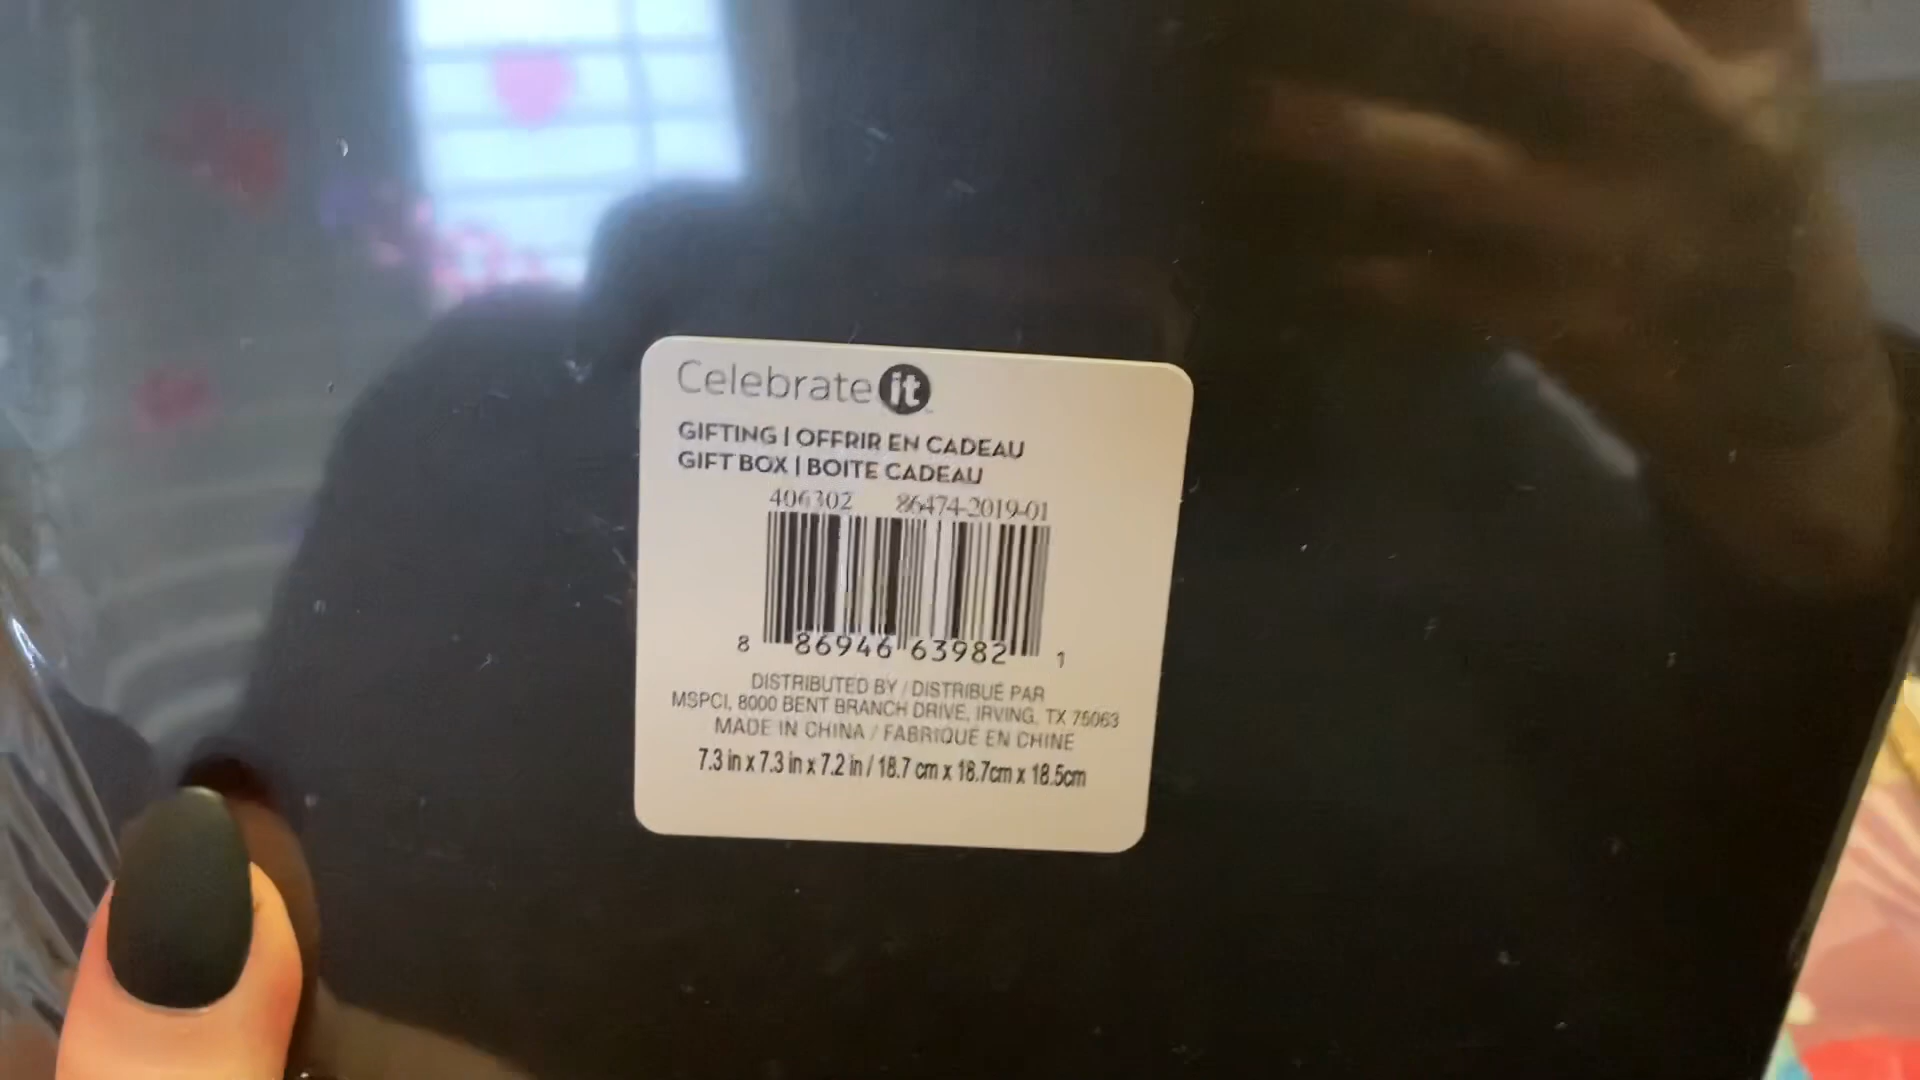 Celebrate it
GIFTING | OFFRIR EN CADEAU
GIFT BOX | BOITE CADEAU
406302 86474-2019-01
8 86946 63982 1
DISTRIBUTED BY / DISTRIBUÉ PAR
MSPCI, 8000 BENT BRANCH DRIVE, IRVING, TX 75063
MADE IN CHINA / FABRIQUÉ EN CHINE
7.3 in x 7.3 in x 7.2 in / 18.7 cm x 18.7cm x 18.5cm